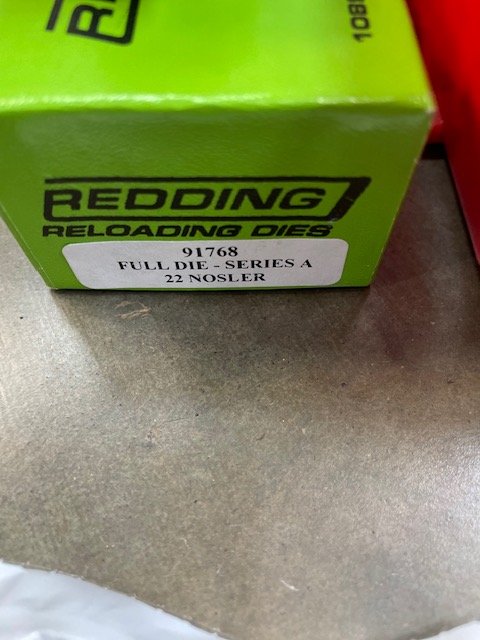 REDDING
RELOADING DIES
91768
FULL DIE - SERIES A
22 NOSLER